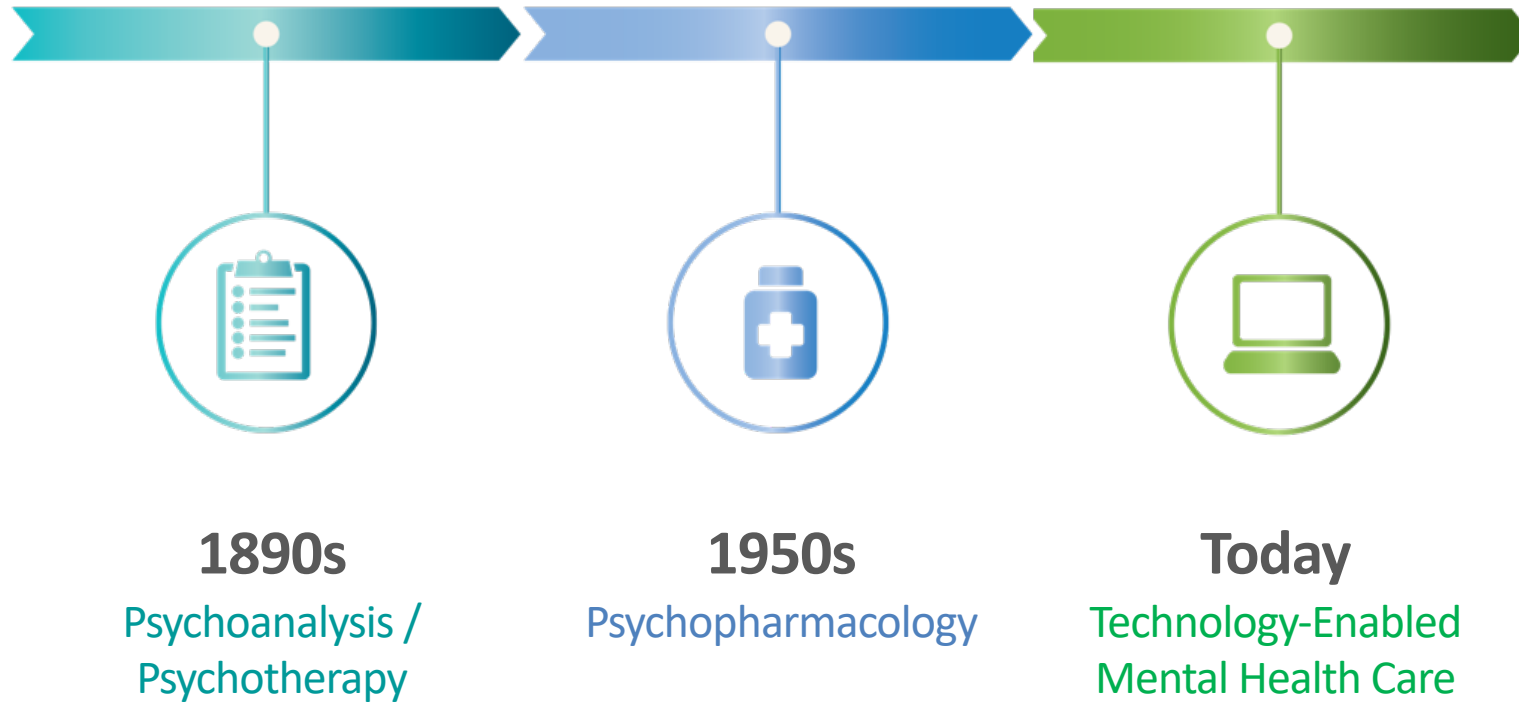 1890s
Psychoanalysis /
Psychotherapy
1950s
Psychopharmacology
Today
Technology-Enabled
Mental Health Care